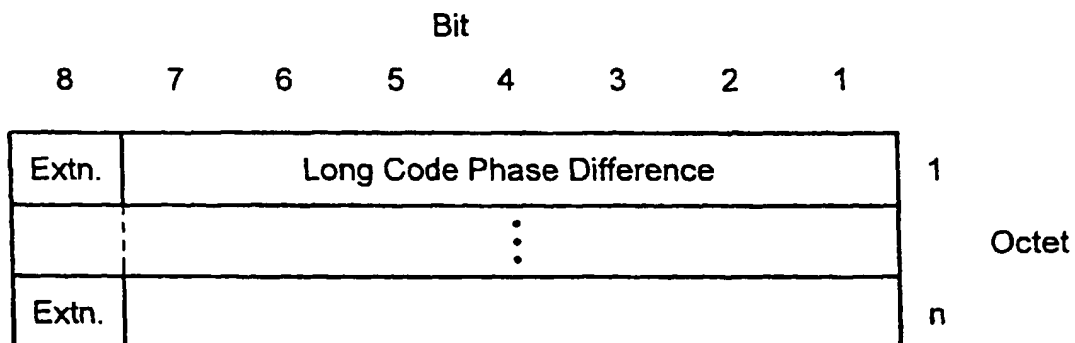 Bit
8 7 6 5 4 3 2 1
Extn. Long Code Phase Difference 1
Octet
Extn. n